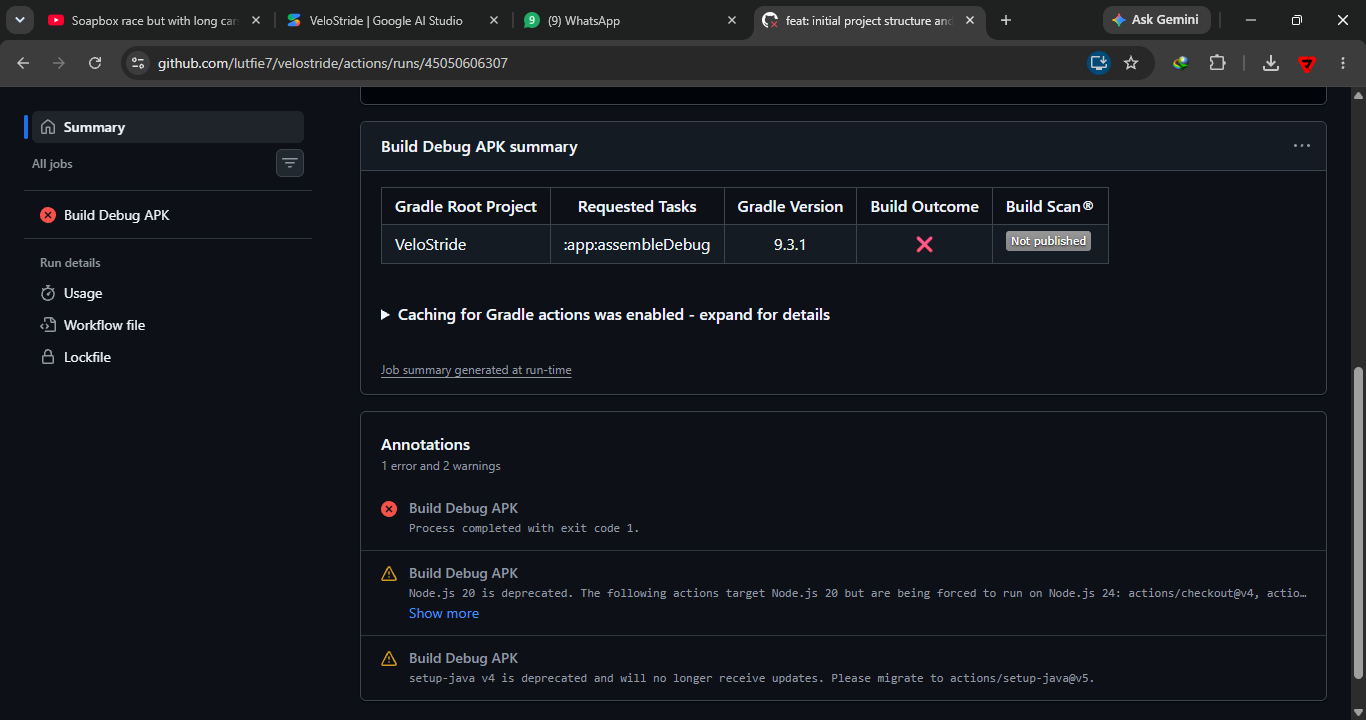 Soapbox race but with long car
VeloStride | Google AI Studio
9
(9) WhatsApp
feat: initial project structure and
Ask Gemini
github.com/lutfie7/velostride/actions/runs/45050606307
Summary
All jobs
Build Debug APK
Run details
Usage
Workflow file
Lockfile
Build Debug APK summary
Gradle Root Project Requested Tasks Gradle Version Build Outcome Build Scan®
VeloStride :app:assembleDebug 9.3.1 Not published
Caching for Gradle actions was enabled - expand for details
Job summary generated at run-time
Annotations
1 error and 2 warnings
Build Debug APK
Process completed with exit code 1.
Build Debug APK
Node.js 20 is deprecated. The following actions target Node.js 20 but are being forced to run on Node.js 24: actions/checkout@v4, actio…
Show more
Build Debug APK
setup-java v4 is deprecated and will no longer receive updates. Please migrate to actions/setup-java@v5.